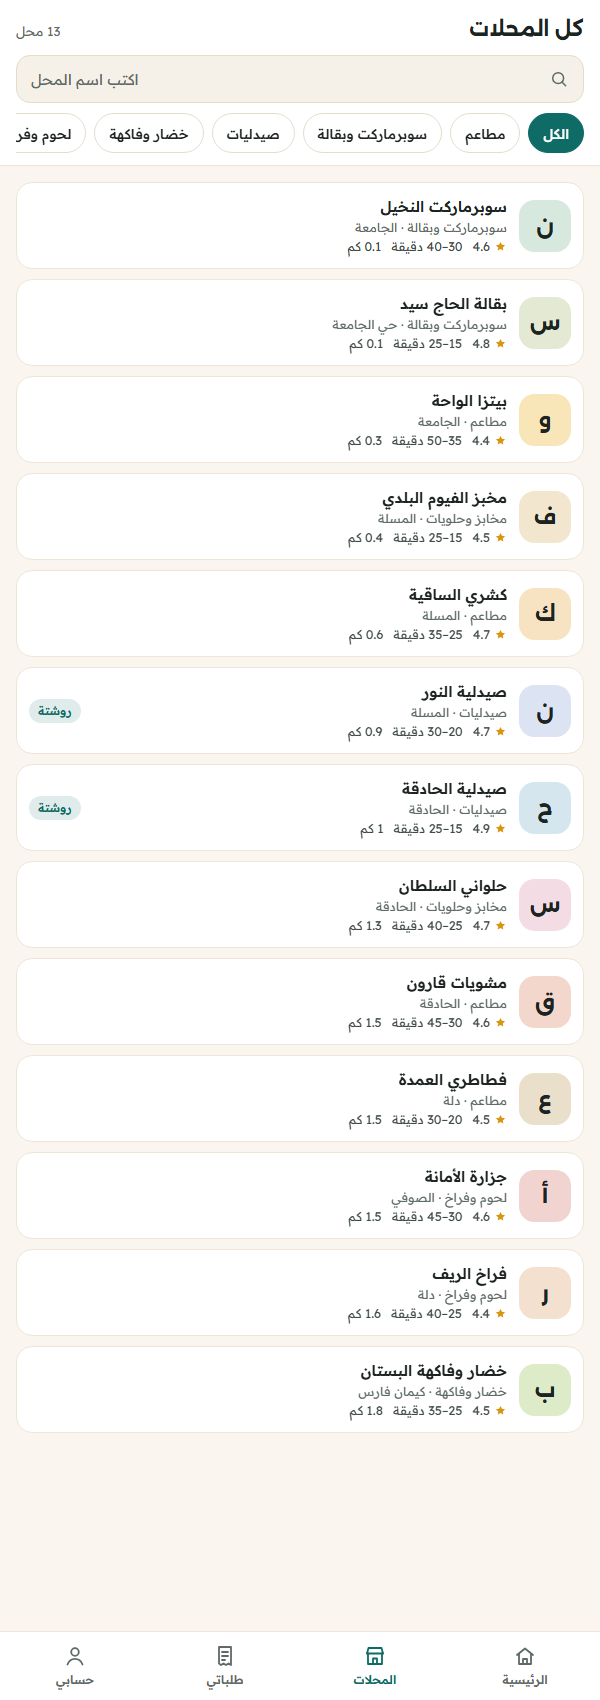 كل المحلات
13 محل
اكتب اسم المحل
الكل
مطاعم
سوبرماركت وبقالة
صيدليات
خضار وفاكهة
لحوم وفر
ن
سوبرماركت النخيل
سوبرماركت وبقالة · الجامعة
★ 4.6 30–40 دقيقة 0.1 كم
س
بقالة الحاج سيد
سوبرماركت وبقالة · حي الجامعة
★ 4.8 15–25 دقيقة 0.1 كم
و
بيتزا الواحة
مطاعم · الجامعة
★ 4.4 35–50 دقيقة 0.3 كم
ف
مخبز الفيوم البلدي
مخابز وحلويات · المسلة
★ 4.5 15–25 دقيقة 0.4 كم
ك
كشري الساقية
مطاعم · المسلة
★ 4.7 25–35 دقيقة 0.6 كم
ن
صيدلية النور
صيدليات · المسلة
★ 4.7 20–30 دقيقة 0.9 كم
روشتة
ح
صيدلية الحادقة
صيدليات · الحادقة
★ 4.9 15–25 دقيقة 1 كم
روشتة
س
حلواني السلطان
مخابز وحلويات · الحادقة
★ 4.7 25–40 دقيقة 1.3 كم
ق
مشويات قارون
مطاعم · الحادقة
★ 4.6 30–45 دقيقة 1.5 كم
ع
فطاطري العمدة
مطاعم · دلة
★ 4.5 20–30 دقيقة 1.5 كم
أ
جزارة الأمانة
لحوم وفراخ · الصوفي
★ 4.6 30–45 دقيقة 1.5 كم
ر
فراخ الريف
لحوم وفراخ · دلة
★ 4.4 25–40 دقيقة 1.6 كم
ب
خضار وفاكهة البستان
خضار وفاكهة · كيمان فارس
★ 4.5 25–35 دقيقة 1.8 كم
الرئيسية
المحلات
طلباتي
حسابي